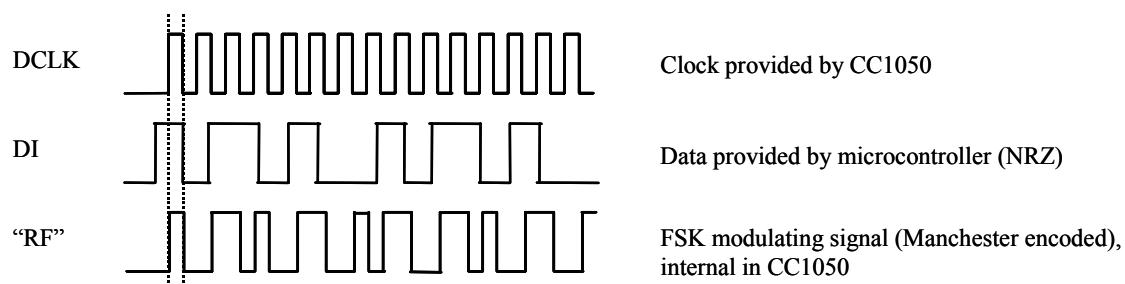 DCLK
Clock provided by CC1050
DI
Data provided by microcontroller (NRZ)
“RF”
FSK modulating signal (Manchester encoded),
internal in CC1050